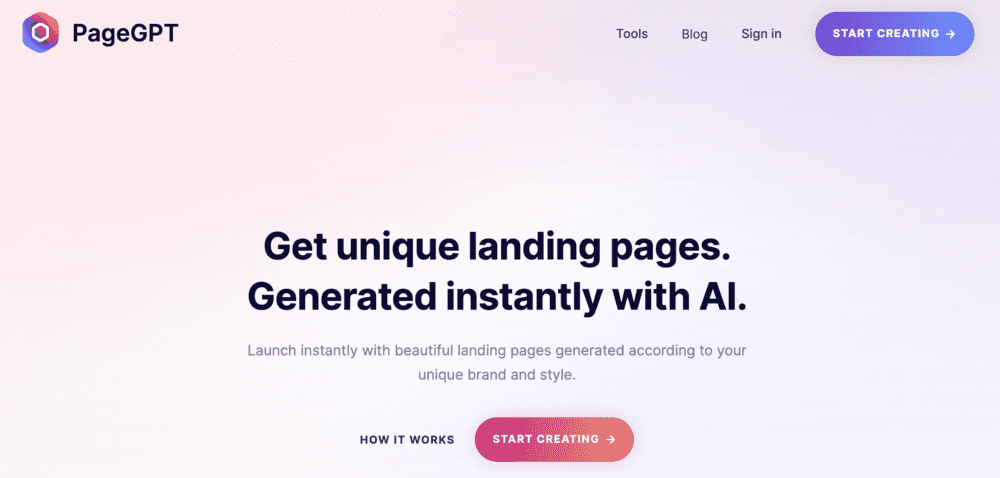 PageGPT
Tools
Blog
Sign in
START CREATING →
Get unique landing pages.
Generated instantly with AI.
Launch instantly with beautiful landing pages generated according to your
unique brand and style.
HOW IT WORKS
START CREATING →